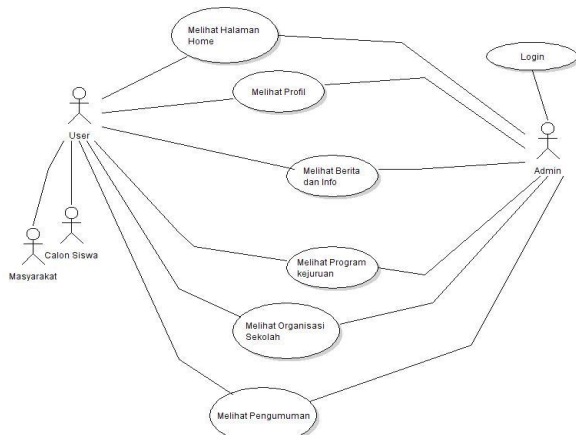 Melihat Halaman
Home
Login
Melihat Profil
User
Melihat Berita
dan Info
Admin
Calon Siswa
Masyarakat
Melihat Program
kejuruan
Melihat Organisasi
Sekolah
Melihat Pengumuman